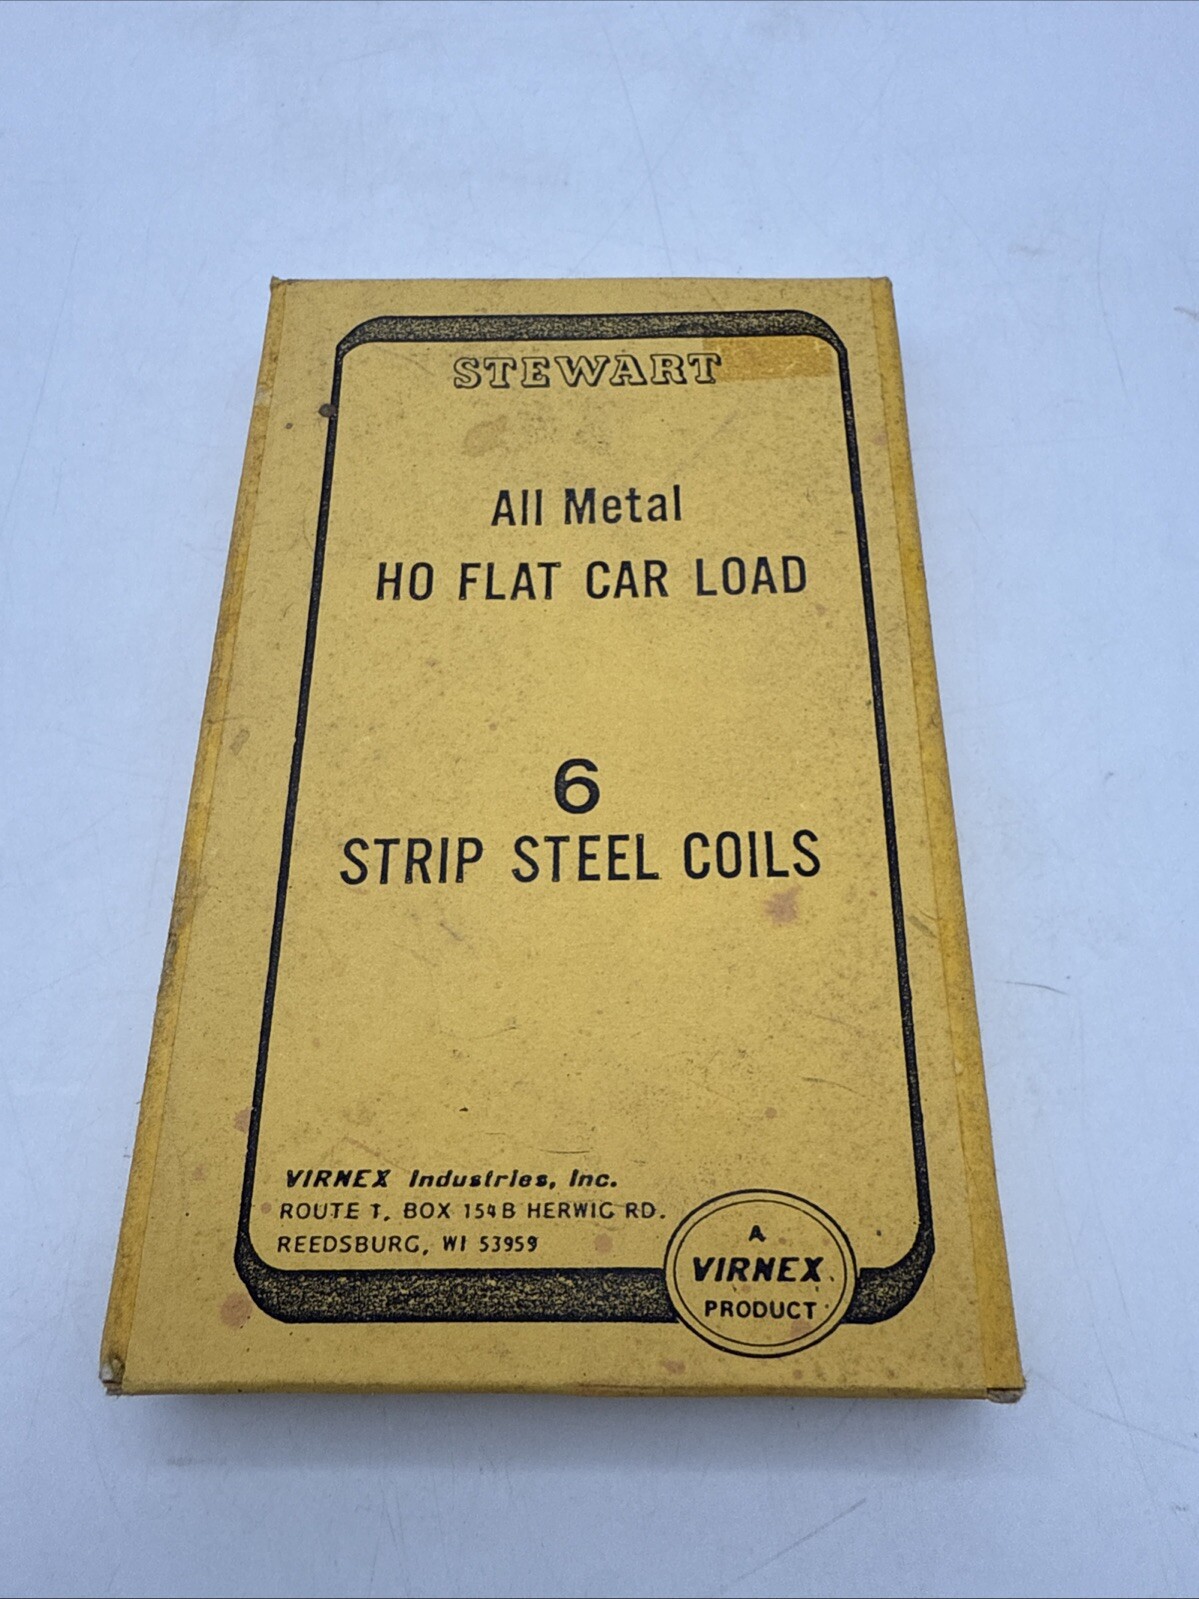 STEWART
All Metal
HO FLAT CAR LOAD
6
STRIP STEEL COILS
VIRNEX Industries, Inc.
ROUTE 1, BOX 154B HERWIG RD.
REEDSBURG, WI 53959
A
VIRNEX
PRODUCT